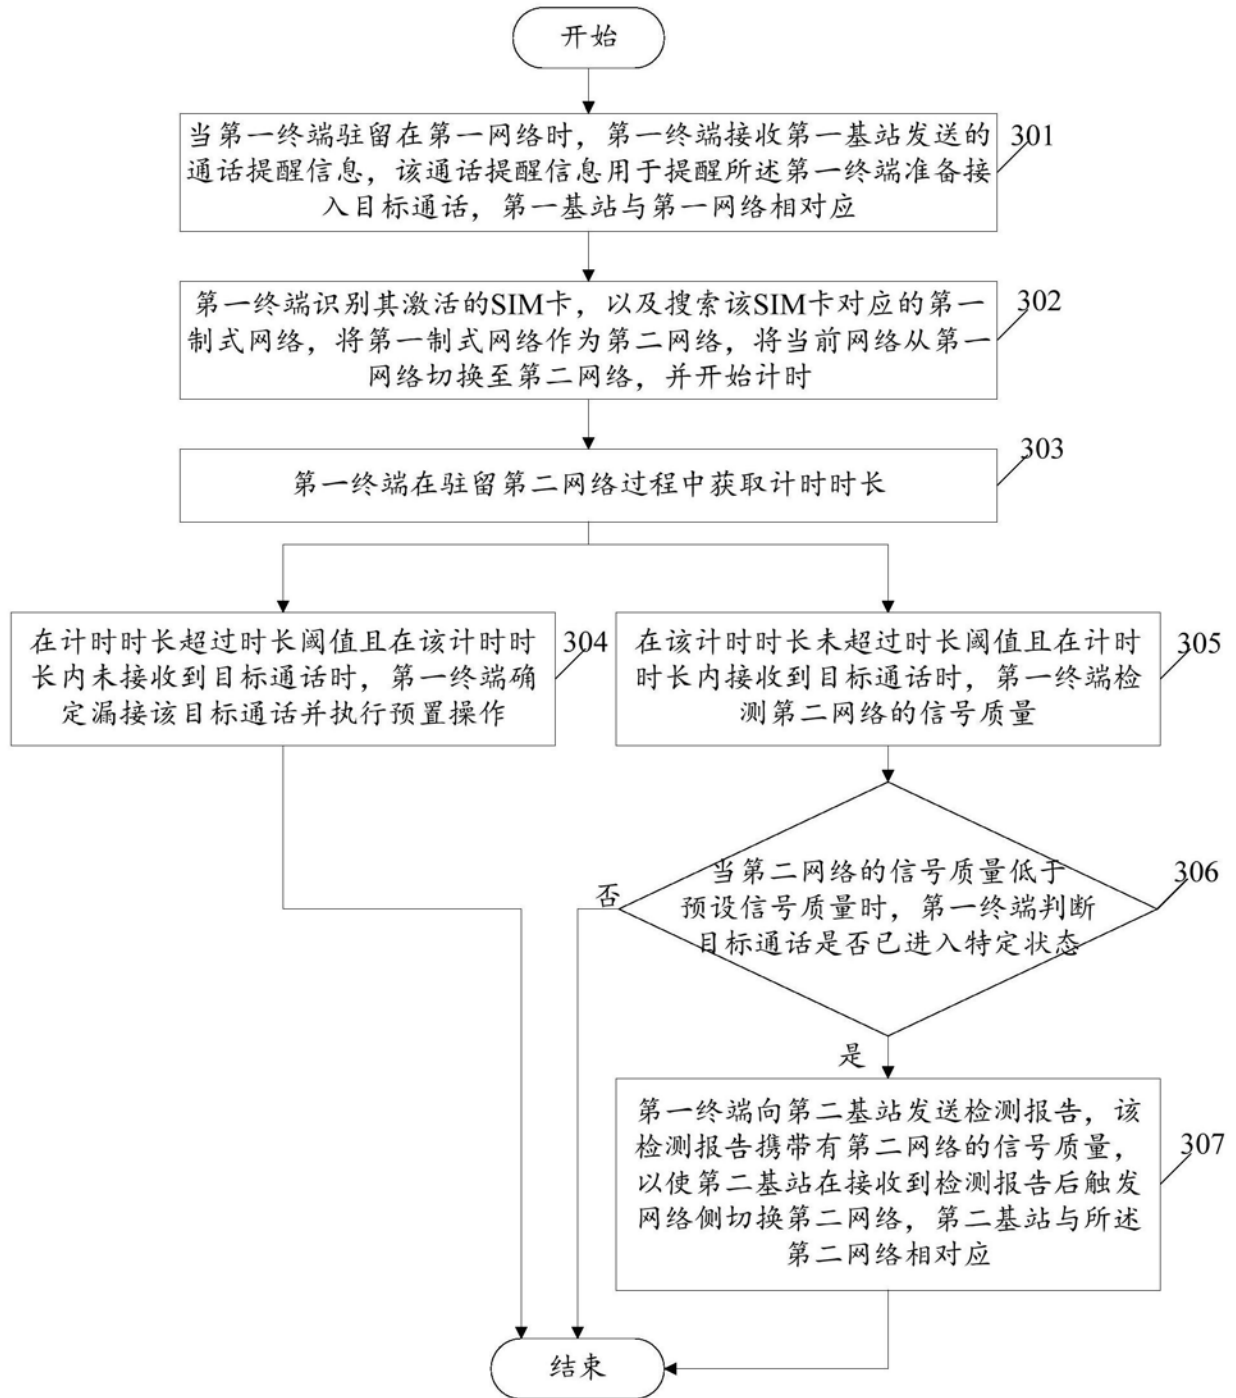 开始
当第一终端驻留在第一网络时，第一终端接收第一基站发送的
通话提醒信息，该通话提醒信息用于提醒所述第一终端准备接
入目标通话，第一基站与第一网络相对应
301
第一终端识别其激活的SIM卡，以及搜索该SIM卡对应的第一
制式网络，将第一制式网络作为第二网络，将当前网络从第一
网络切换至第二网络，并开始计时
302
第一终端在驻留第二网络过程中获取计时时长
303
在计时时长超过时长阈值且在该计时时
长内未接收到目标通话时，第一终端确
定漏接该目标通话并执行预置操作
304
在该计时时长未超过时长阈值且在计时
时长内接收到目标通话时，第一终端检
测第二网络的信号质量
305
当第二网络的信号质量低于
预设信号质量时，第一终端判断
目标通话是否已进入特定状态
306
否
是
第一终端向第二基站发送检测报告，该
检测报告携带有第二网络的信号质量，
以使第二基站在接收到检测报告后触发
网络侧切换第二网络，第二基站与所述
第二网络相对应
307
结束